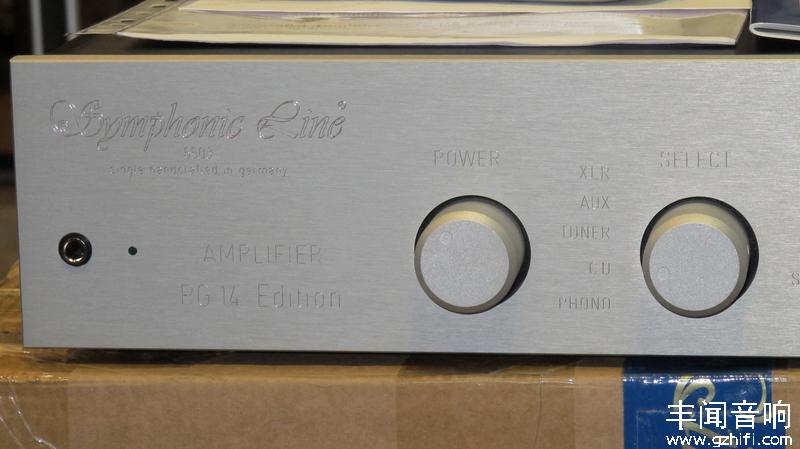 Symphonic Line
5503
single handcrafted in germany
AMPLIFIER
RG 14 Edition
POWER
XLR
AUX
TUNER
CD
PHONO
SELECT
S
丰闻音响
www.gzhifi.com